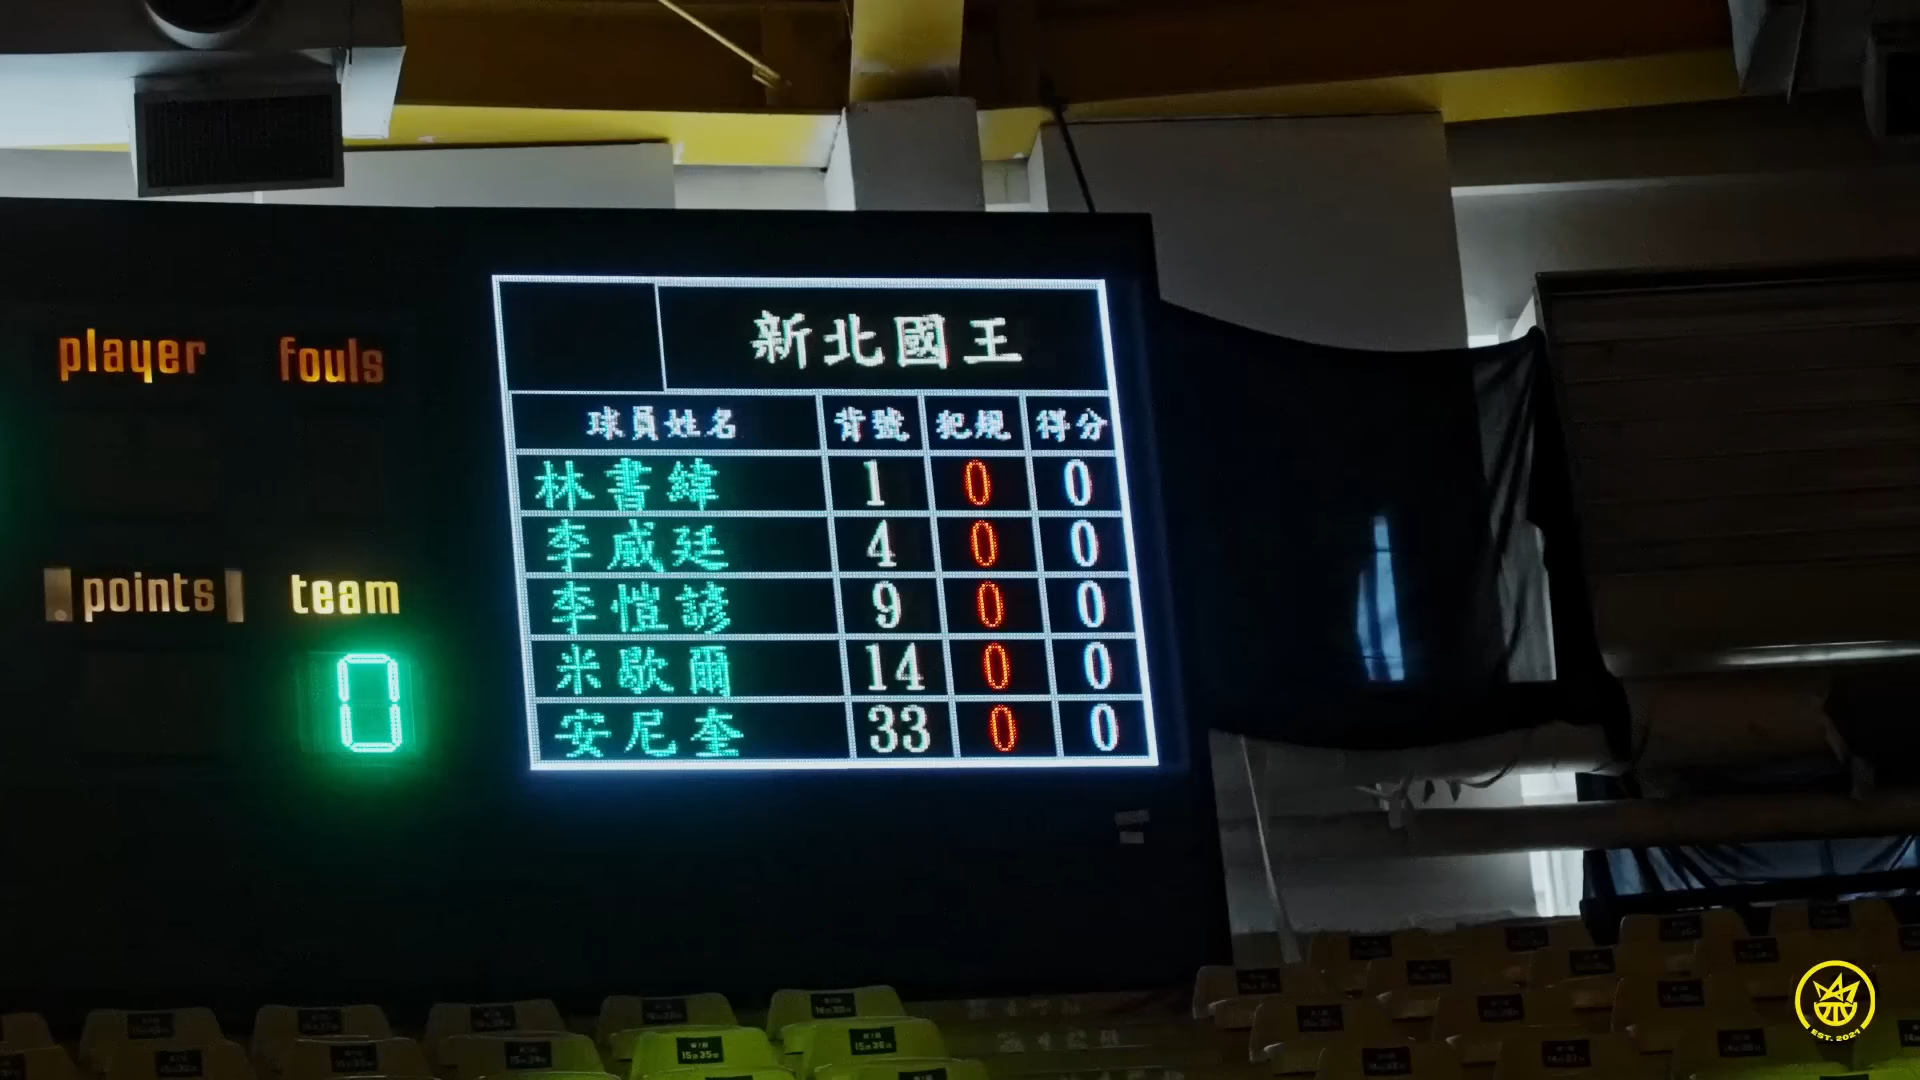 player fouls
points team
0
新北國王
球員姓名 背號 犯規 得分
林書緯 1 0 0
李威廷 4 0 0
李愷諺 9 0 0
米歇爾 14 0 0
安尼奎 33 0 0
EST. 2021